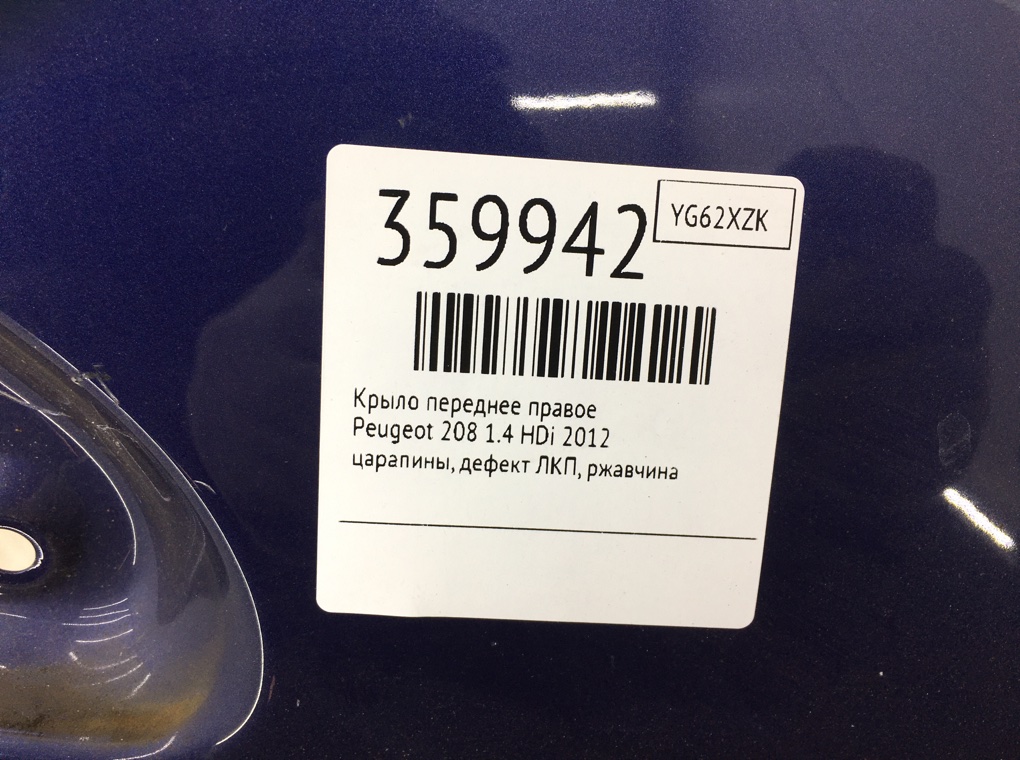 359942
YG62XZK
Крыло переднее правое
Peugeot 208 1.4 HDi 2012
царапины, дефект ЛКП, ржавчина